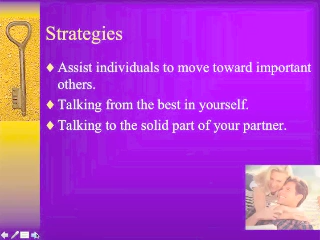 Strategies
Assist individuals to move toward important
others.
Talking from the best in yourself.
Talking to the solid part of your partner.